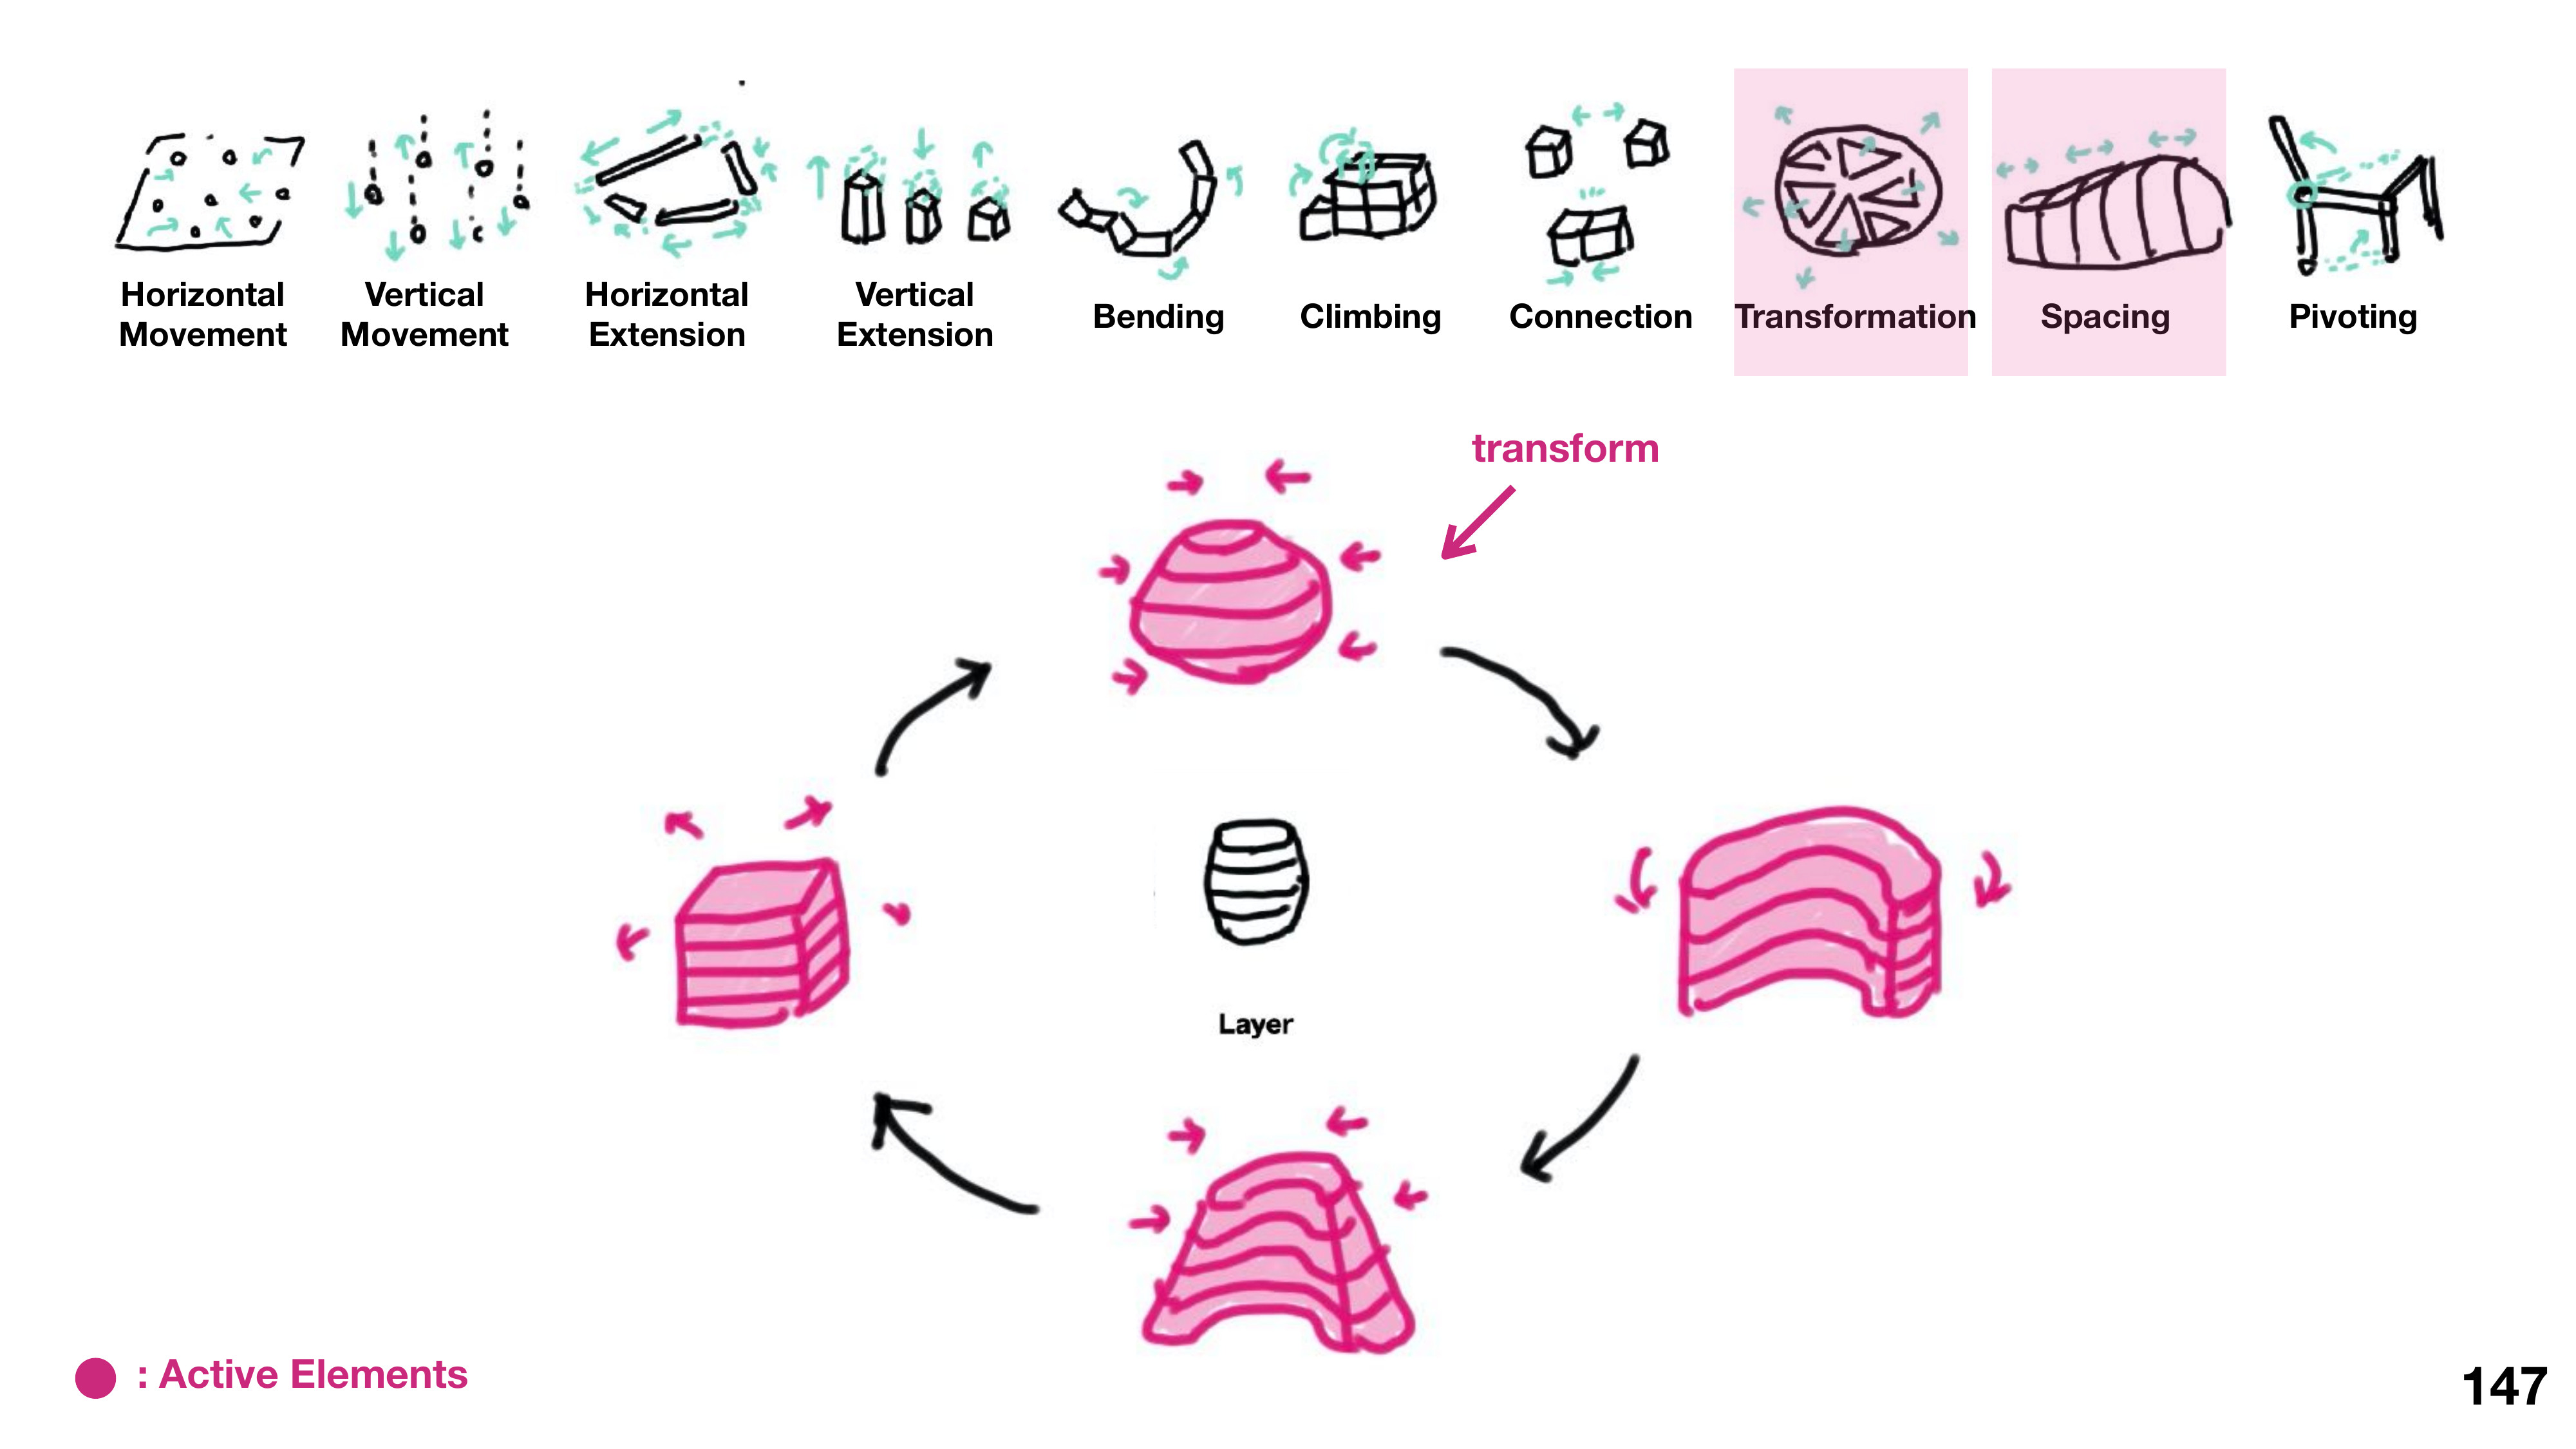 Horizontal
Movement
Vertical
Movement
Horizontal
Extension
Vertical
Extension
Bending
Climbing
Connection
Transformation
Spacing
Pivoting
transform
Layer
: Active Elements
147